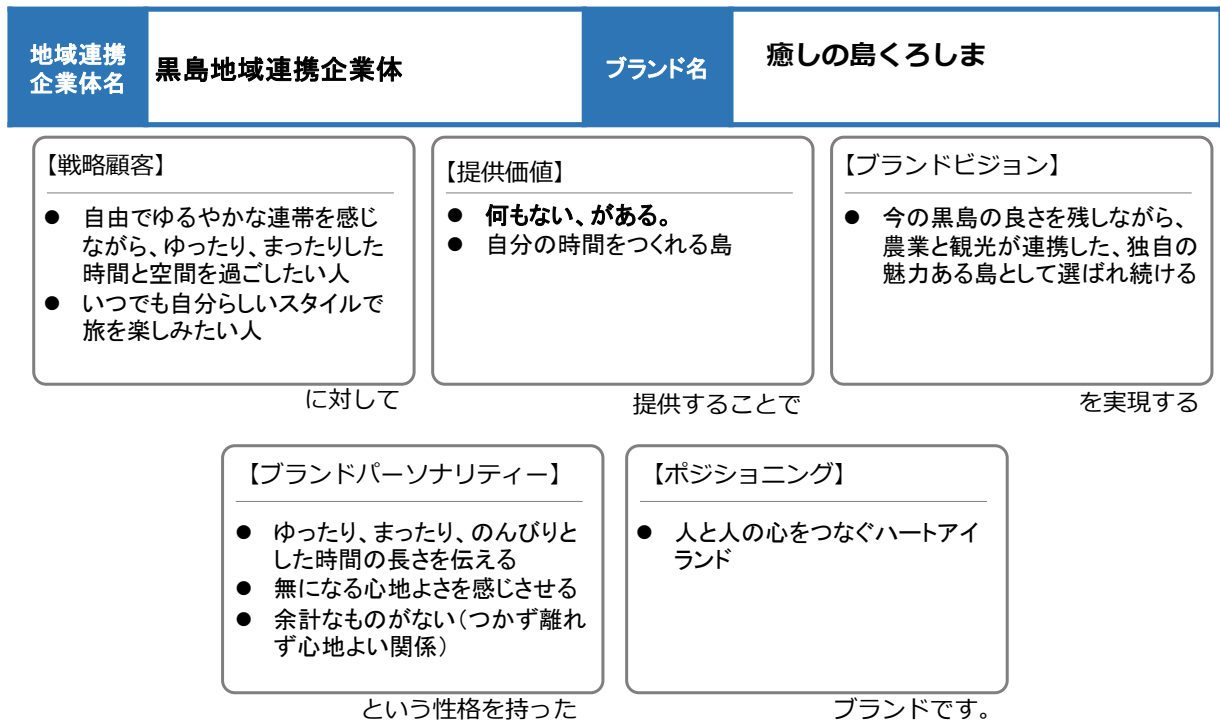 地域連携
企業体名
黒島地域連携企業体
ブランド名
癒しの島くろしま
【戦略顧客】
● 自由でゆるやかな連帯を感じ
ながら、ゆったり、まったりした
時間と空間を過ごしたい人
● いつでも自分らしいスタイルで
旅を楽しみたい人
に対して
【提供価値】
● 何もない、がある。
● 自分の時間をつくれる島
提供することで
【ブランドビジョン】
● 今の黒島の良さを残しながら、
農業と観光が連携した、独自の
魅力ある島として選ばれ続ける
を実現する
【ブランドパーソナリティー】
● ゆったり、まったり、のんびりと
した時間の長さを伝える
● 無になる心地よさを感じさせる
● 余計なものがない（つかず離れ
ず心地よい関係）
という性格を持った
【ポジショニング】
● 人と人の心をつなぐハートアイ
ランド
ブランドです。